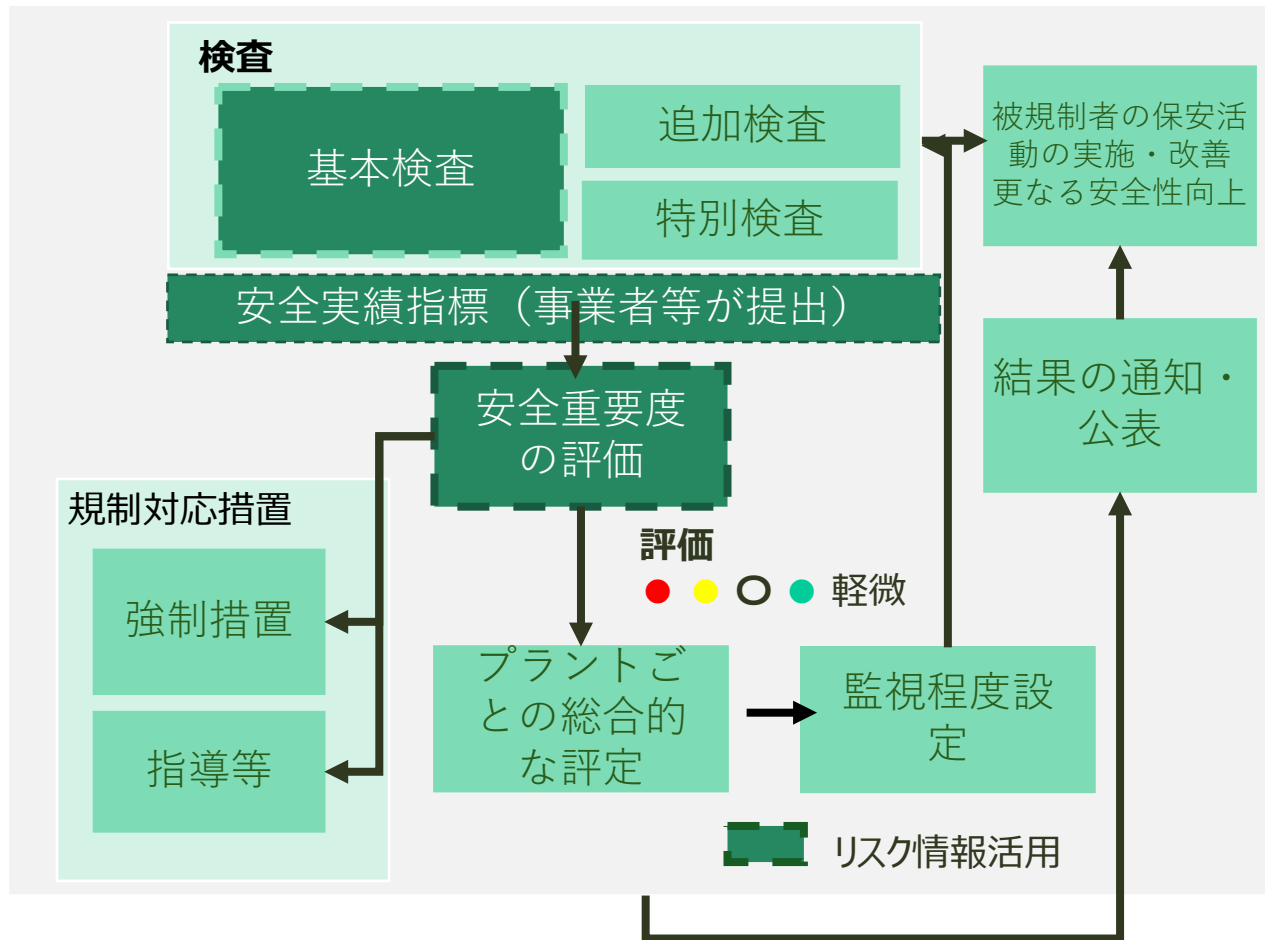 検査
基本検査
追加検査
特別検査
被規制者の保安活
動の実施・改善
更なる安全性向上
安全実績指標（事業者等が提出）
安全重要度
の評価
結果の通知・
公表
規制対応措置
強制措置
指導等
評価
軽微
プラントご
との総合的
な評定
監視程度設
定
リスク情報活用